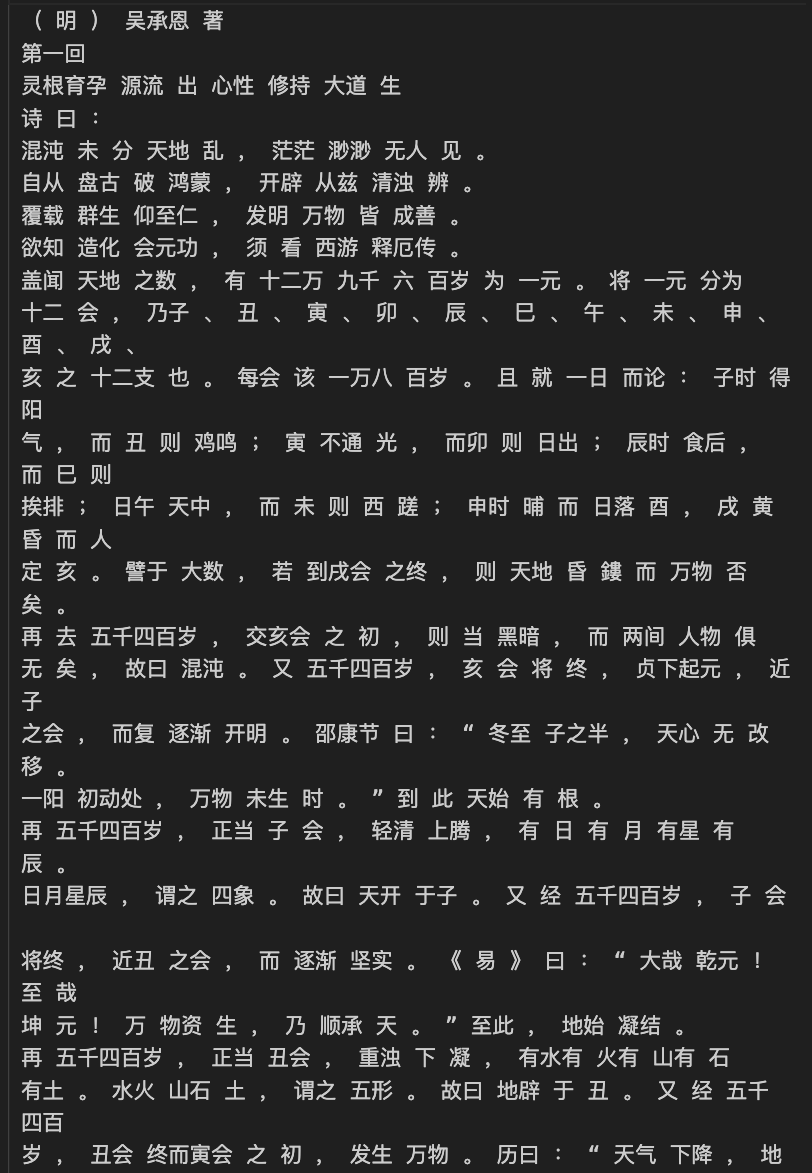 （ 明 ） 吴承恩 著
第一回
灵根育孕 源流 出 心性 修持 大道 生
诗 曰 ：
混沌 未 分 天地 乱 ， 茫茫 渺渺 无人 见 。
自从 盘古 破 鸿蒙 ， 开辟 从兹 清浊 辨 。
覆载 群生 仰至仁 ， 发明 万物 皆 成善 。
欲知 造化 会元功 ， 须 看 西游 释厄传 。
盖闻 天地 之数 ， 有 十二万 九千 六 百岁 为 一元 。 将 一元 分为
十二 会 ， 乃子 、 丑 、 寅 、 卯 、 辰 、 巳 、 午 、 未 、 申 、
酉 、 戌 、
亥 之 十二支 也 。 每会 该 一万八 百岁 。 且 就 一日 而论 ： 子时 得
阳
气 ， 而 丑 则 鸡鸣 ； 寅 不通 光 ， 而卯 则 日出 ； 辰时 食后 ，
而 巳 则
挨排 ； 日午 天中 ， 而 未 则 西 蹉 ； 申时 晡 而 日落 酉 ， 戌 黄
昏 而 人
定 亥 。 譬于 大数 ， 若 到戌会 之终 ， 则 天地 昏 鏤 而 万物 否
矣 。
再 去 五千四百岁 ， 交亥会 之 初 ， 则 当 黑暗 ， 而 两间 人物 俱
无 矣 ， 故曰 混沌 。 又 五千四百岁 ， 亥 会 将 终 ， 贞下起元 ， 近
子
之会 ， 而复 逐渐 开明 。 邵康节 曰 ： “ 冬至 子之半 ， 天心 无 改
移 。
一阳 初动处 ， 万物 未生 时 。 ” 到 此 天始 有 根 。
再 五千四百岁 ， 正当 子 会 ， 轻清 上腾 ， 有 日 有 月 有星 有
辰 。
日月星辰 ， 谓之 四象 。 故曰 天开 于子 。 又 经 五千四百岁 ， 子 会
将终 ， 近丑 之会 ， 而 逐渐 坚实 。 《 易 》 曰 ： “ 大哉 乾元 ！
至 哉
坤 元 ！ 万 物资 生 ， 乃 顺承 天 。 ” 至此 ， 地始 凝结 。
再 五千四百岁 ， 正当 丑会 ， 重浊 下 凝 ， 有水有 火有 山有 石
有土 。 水火 山石 土 ， 谓之 五形 。 故曰 地辟 于 丑 。 又 经 五千
四百
岁 ， 丑会 终而寅会 之 初 ， 发生 万物 。 历曰 ： “ 天气 下降 ， 地